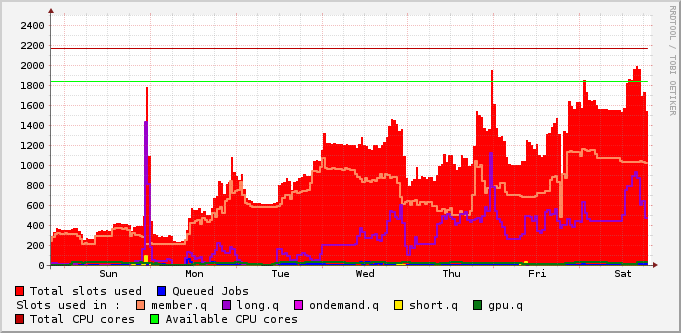 2400
2200
2000
1800
1600
1400
1200
1000
800
600
400
200
0
Sun Mon Tue Wed Thu Fri Sat
RRDTOOL / TOBI OETIKER
Total slots used Queued Jobs
Slots used in : member.q long.q ondemand.q short.q gpu.q
Total CPU cores Available CPU cores